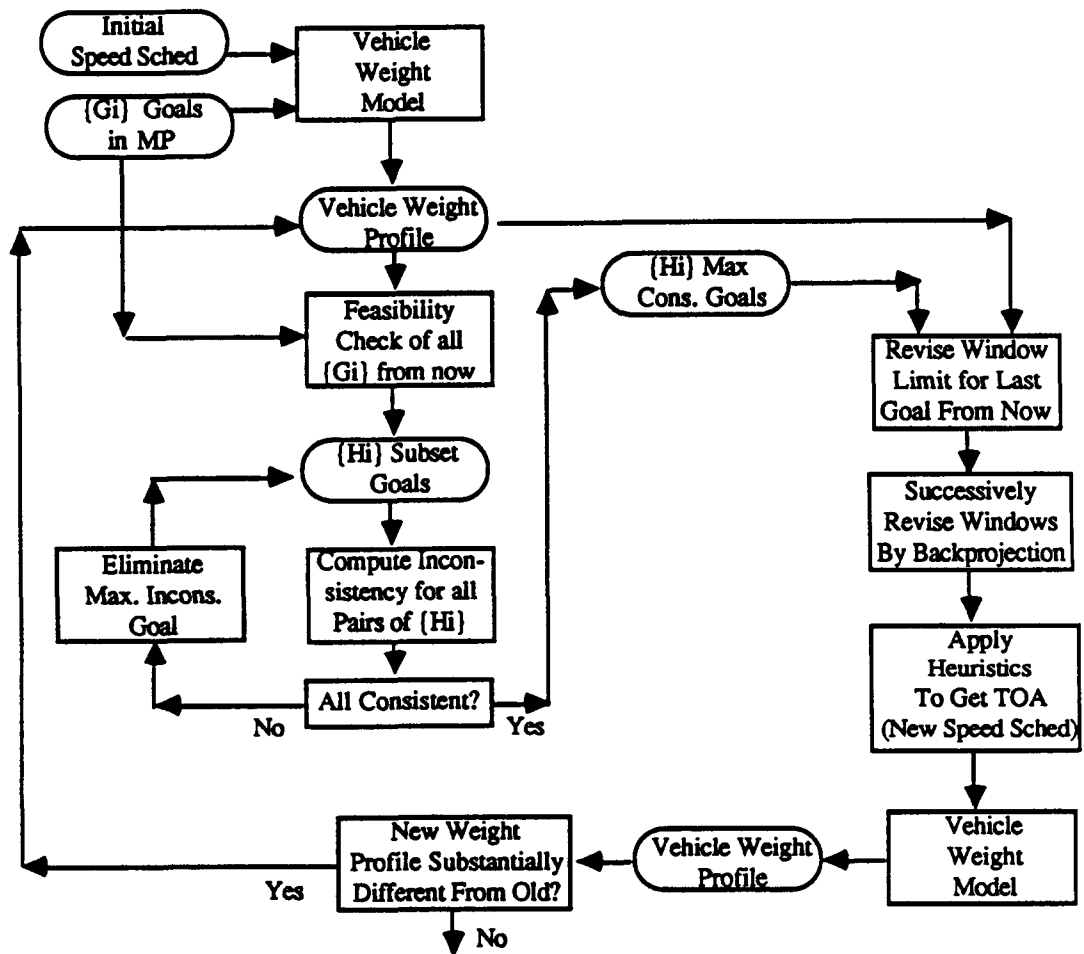 Initial
Speed Sched
Vehicle
Weight
Model
{Gi} Goals
in MP
Vehicle Weight
Profile
{Hi} Max
Cons. Goals
Feasibility
Check of all
{Gi} from now
Revise Window
Limit for Last
Goal From Now
{Hi} Subset
Goals
Successively
Revise Windows
By Backprojection
Eliminate
Max. Incons.
Goal
Compute Incon-
sistency for all
Pairs of {Hi}
Apply
Heuristics
To Get TOA
(New Speed Sched)
All Consistent?
No
Yes
New Weight
Profile Substantially
Different From Old?
Vehicle Weight
Profile
Vehicle
Weight
Model
Yes
No